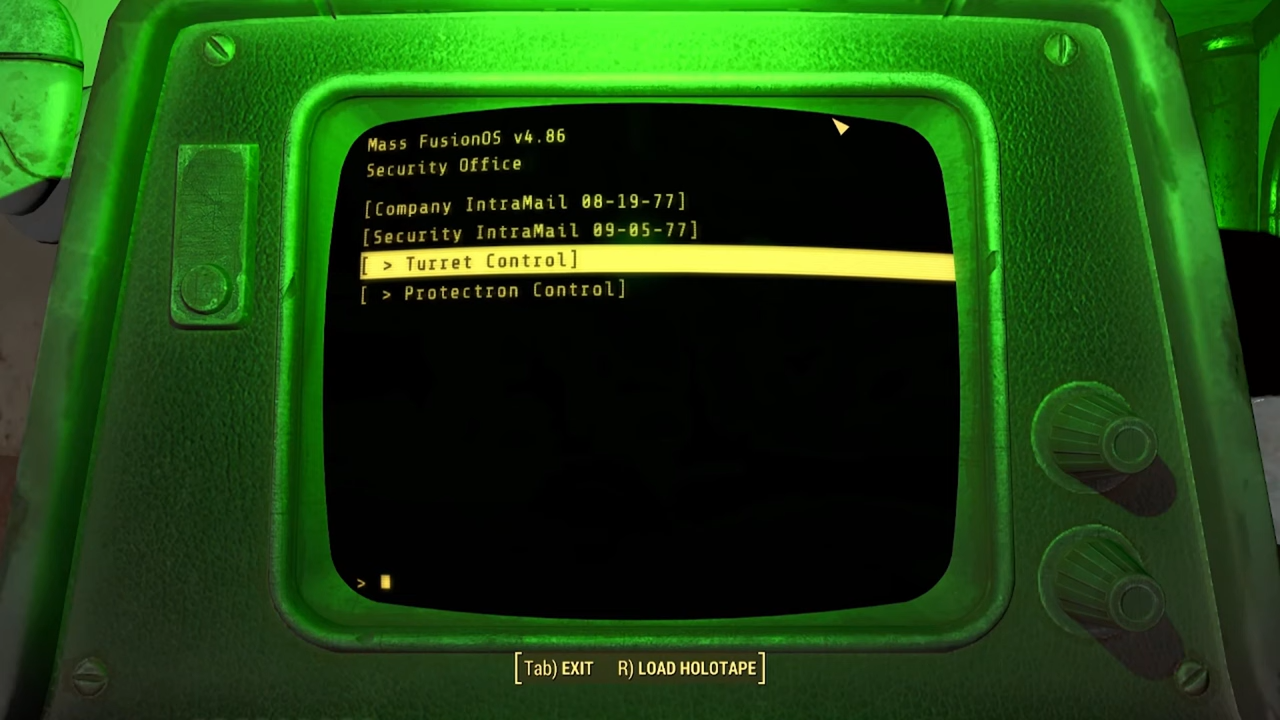 Mass FusionOS v4.86
Security Office
[Company IntraMail 08-19-77]
[Security IntraMail 09-05-77]
[ > Turret Control]
[ > Protectron Control]
>
[Tab) EXIT R) LOAD HOLOTAPE]